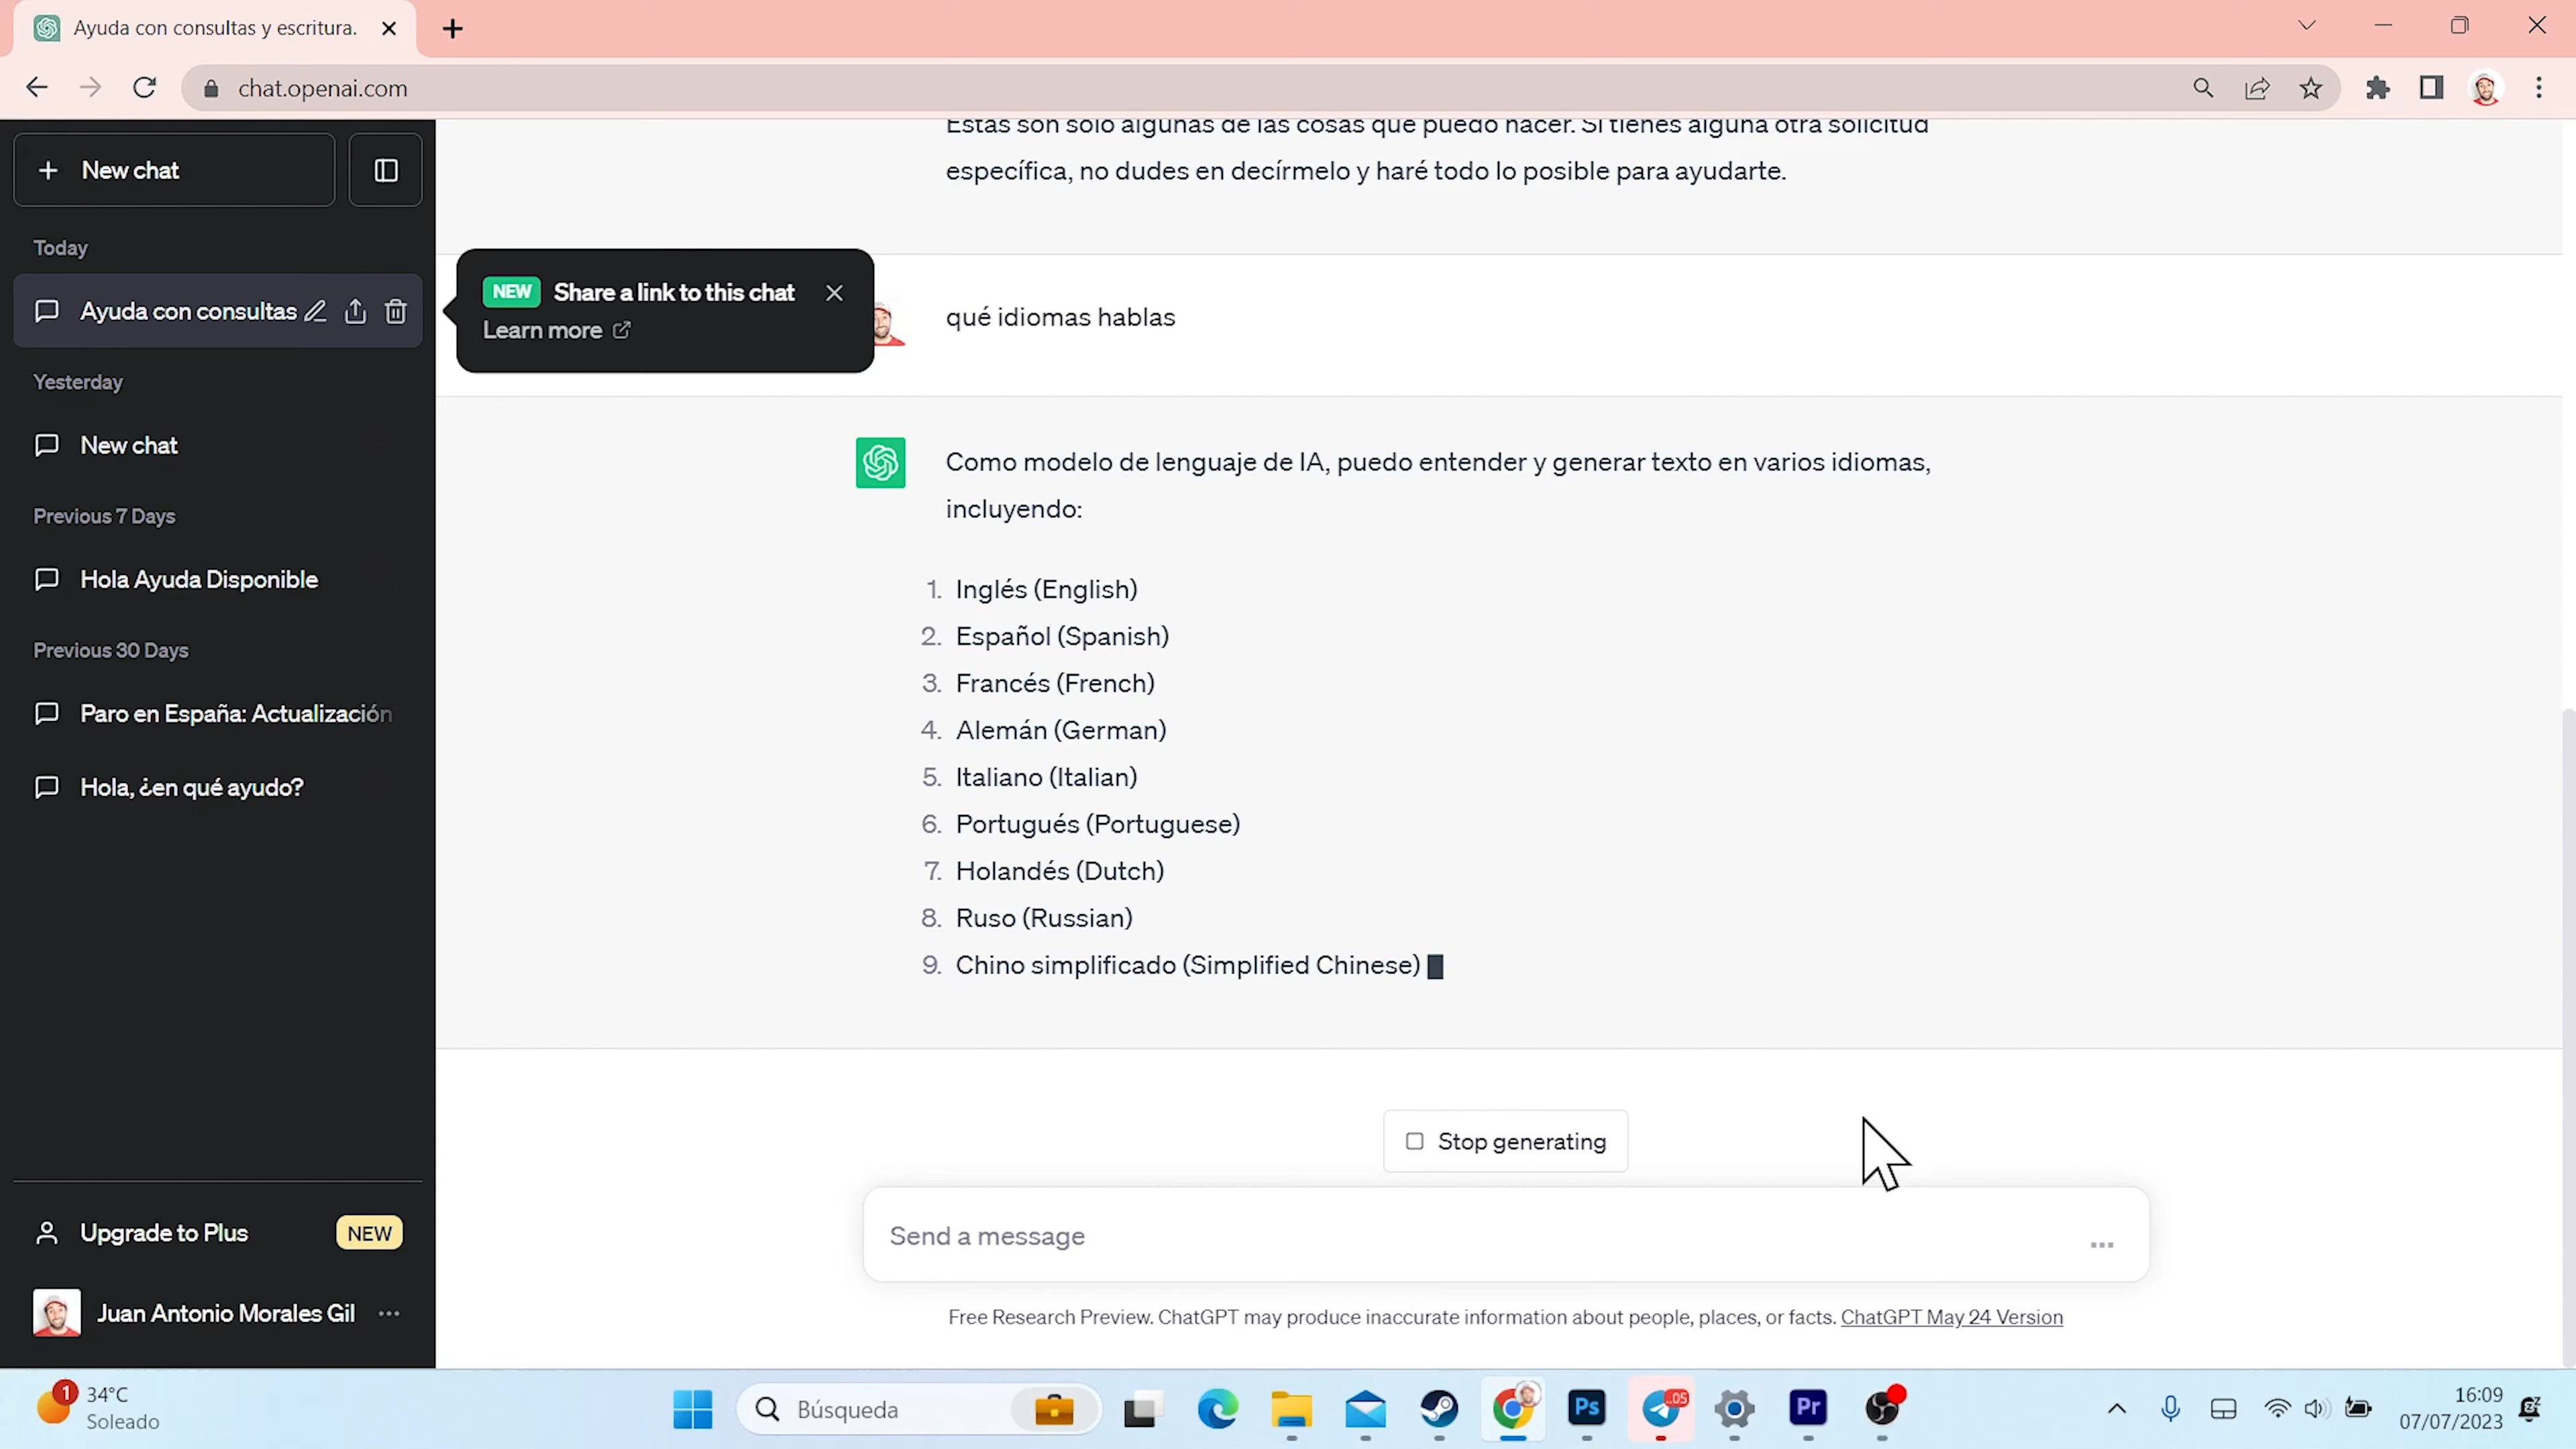 Ayuda con consultas y escritura.
chat.openai.com
New chat
Today
Ayuda con consultas
Yesterday
New chat
Previous 7 Days
Hola Ayuda Disponible
Previous 30 Days
Paro en España: Actualización
Hola, ¿en qué ayudo?
Upgrade to Plus NEW
Juan Antonio Morales Gil
NEW Share a link to this chat
Learn more
Estas son solo algunas de las cosas que puedo hacer. Si tienes alguna otra solicitud
específica, no dudes en decírmelo y haré todo lo posible para ayudarte.
qué idiomas hablas
Como modelo de lenguaje de IA, puedo entender y generar texto en varios idiomas,
incluyendo:
1. Inglés (English)
2. Español (Spanish)
3. Francés (French)
4. Alemán (German)
5. Italiano (Italian)
6. Portugués (Portuguese)
7. Holandés (Dutch)
8. Ruso (Russian)
9. Chino simplificado (Simplified Chinese)
Stop generating
Send a message
Free Research Preview. ChatGPT may produce inaccurate information about people, places, or facts. ChatGPT May 24 Version
1
34°C
Soleado
Búsqueda
Ps
..05
Pr
16:09
07/07/2023